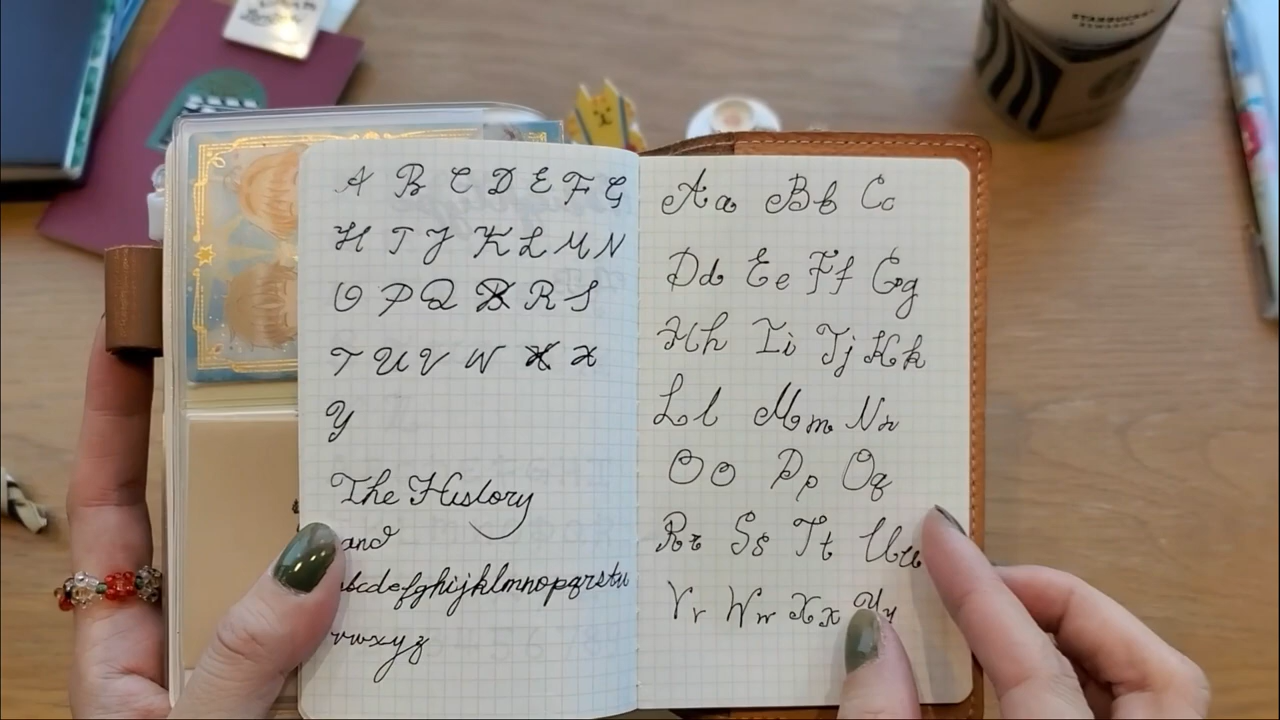 A B C D E F G
H I J K L M N
O P Q R S
T U V W X
Y
The History
and
abcdefghijklmnopqrstu
vwxyz
Aa Bb Cc
Dd Ee Ff Gg
Hh Ii Jj Kk
Ll Mm Nn
Oo Pp Qq
Rr Ss Tt Uu
Vv Ww Xx Yy
STARBUCKS